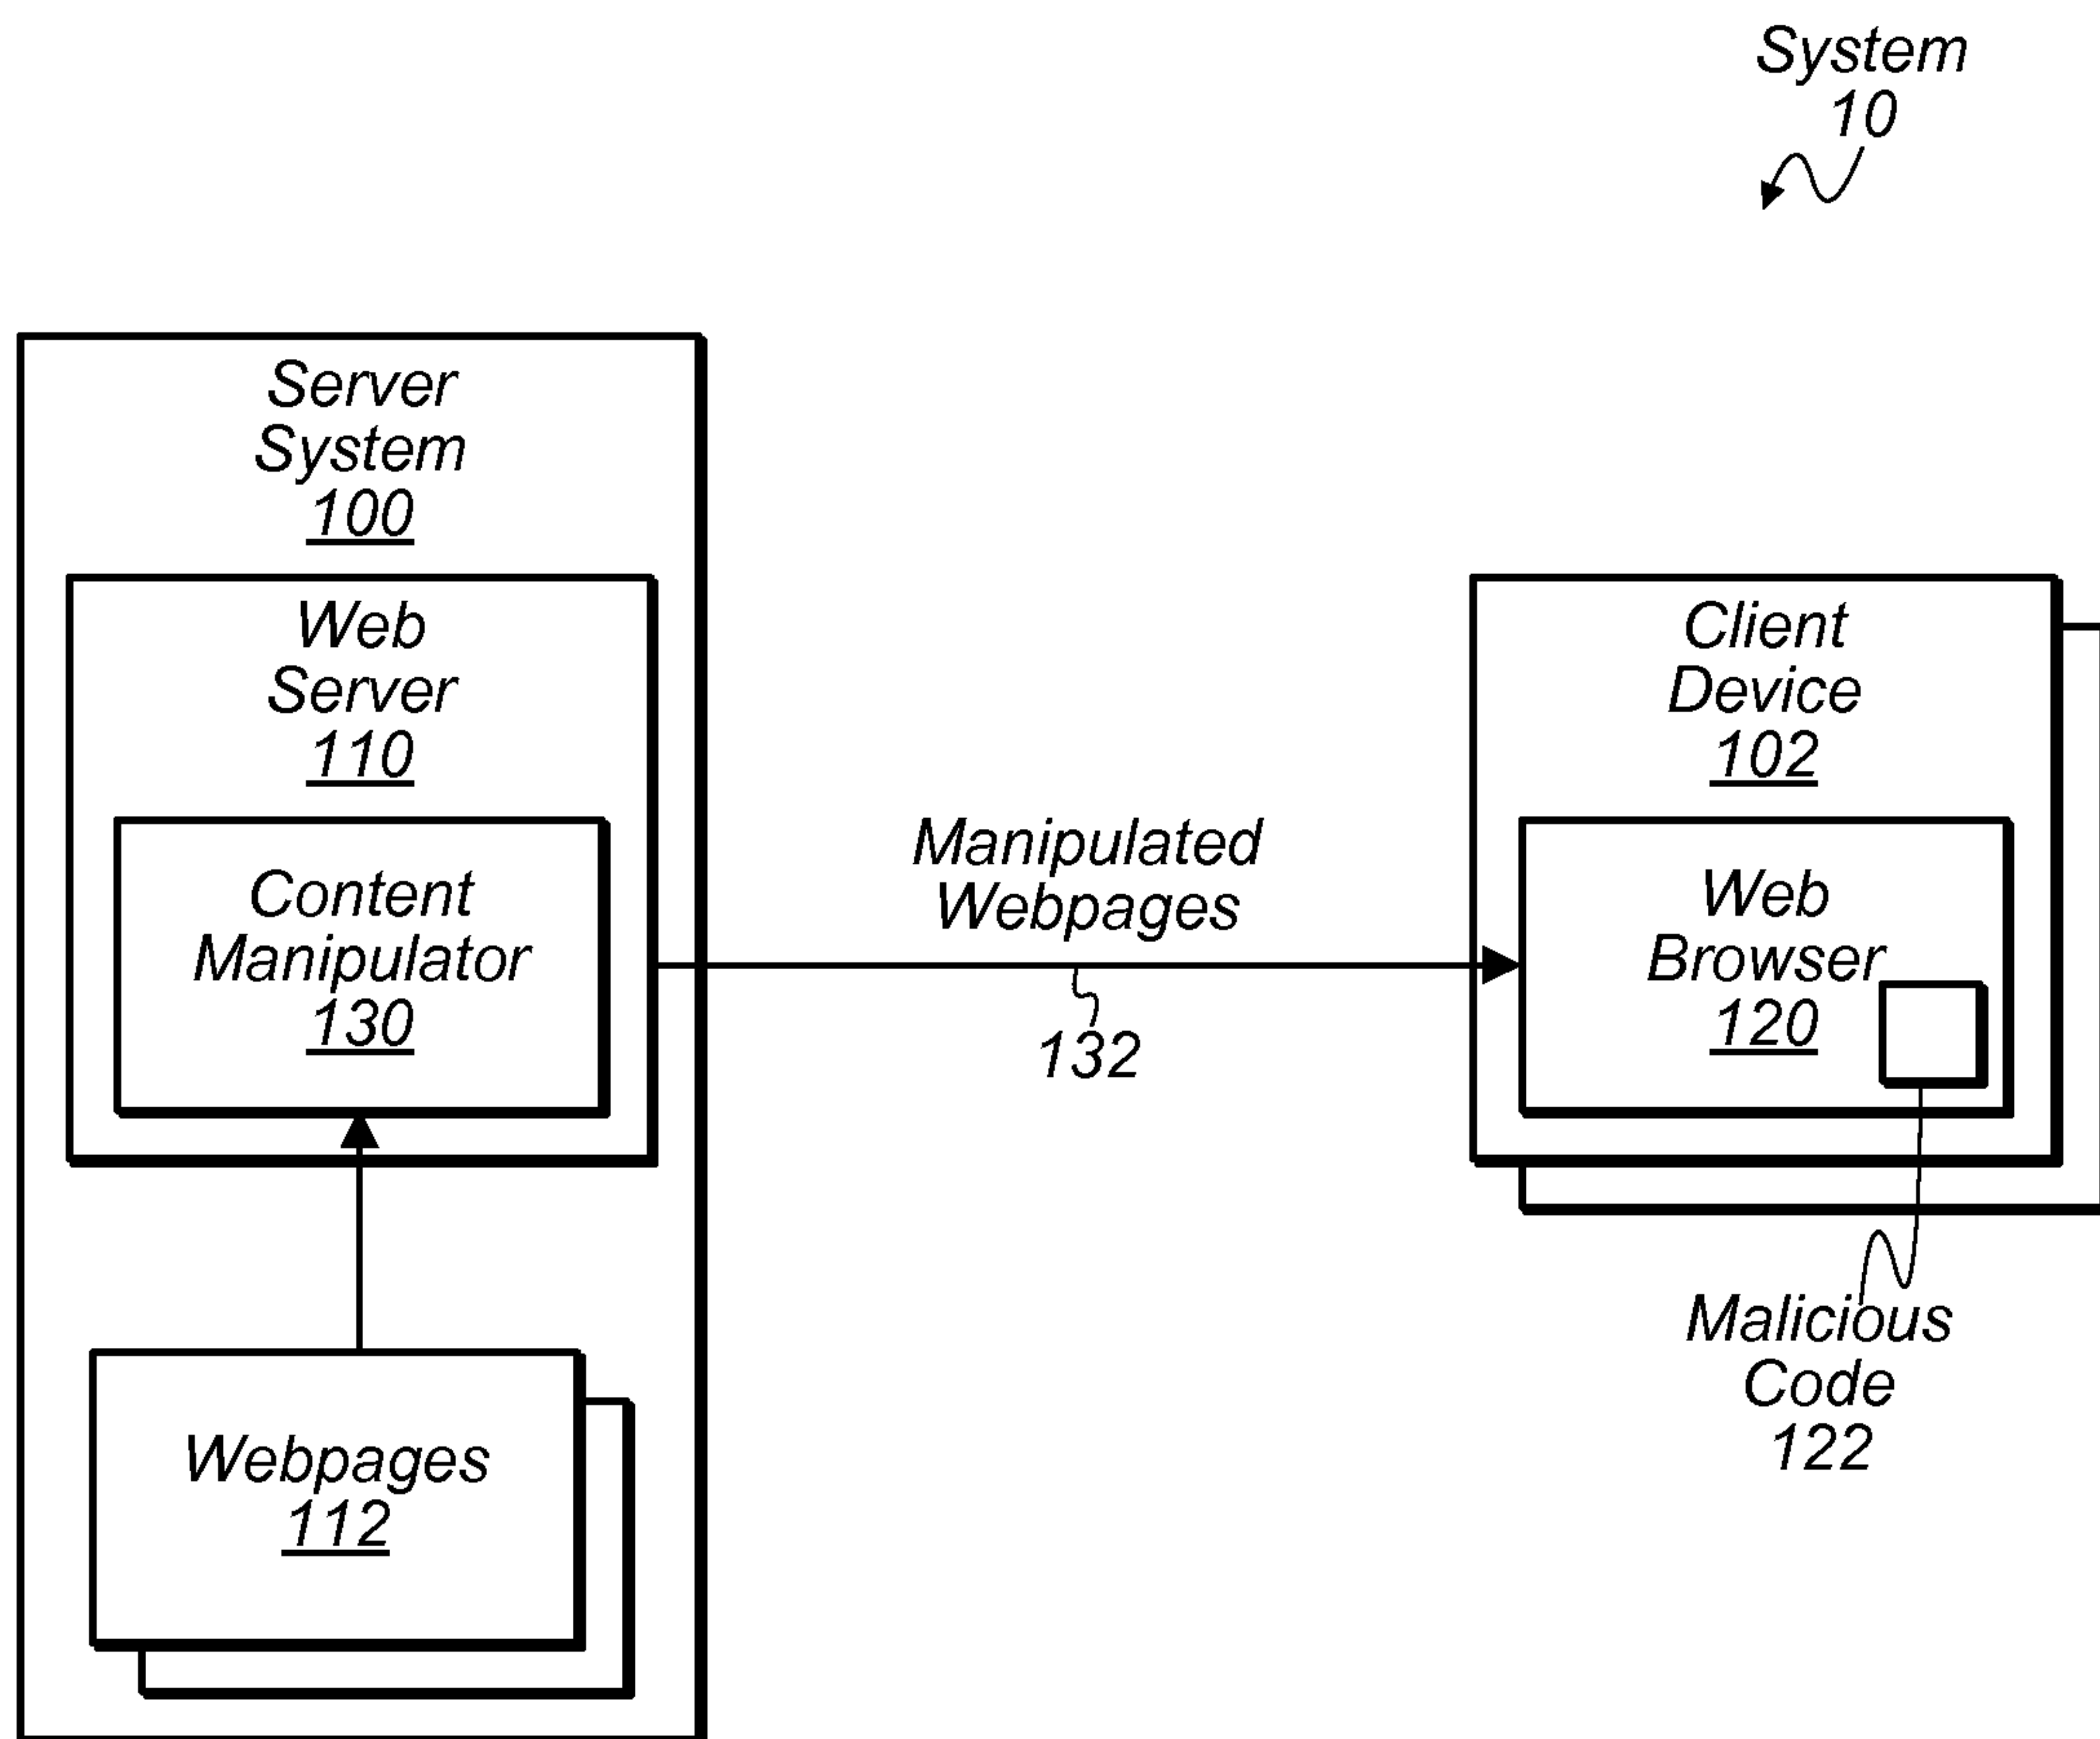 System
10
Server
System
100
Web
Server
110
Content
Manipulator
130
Webpages
112
Manipulated
Webpages
132
Client
Device
102
Web
Browser
120
Malicious
Code
122